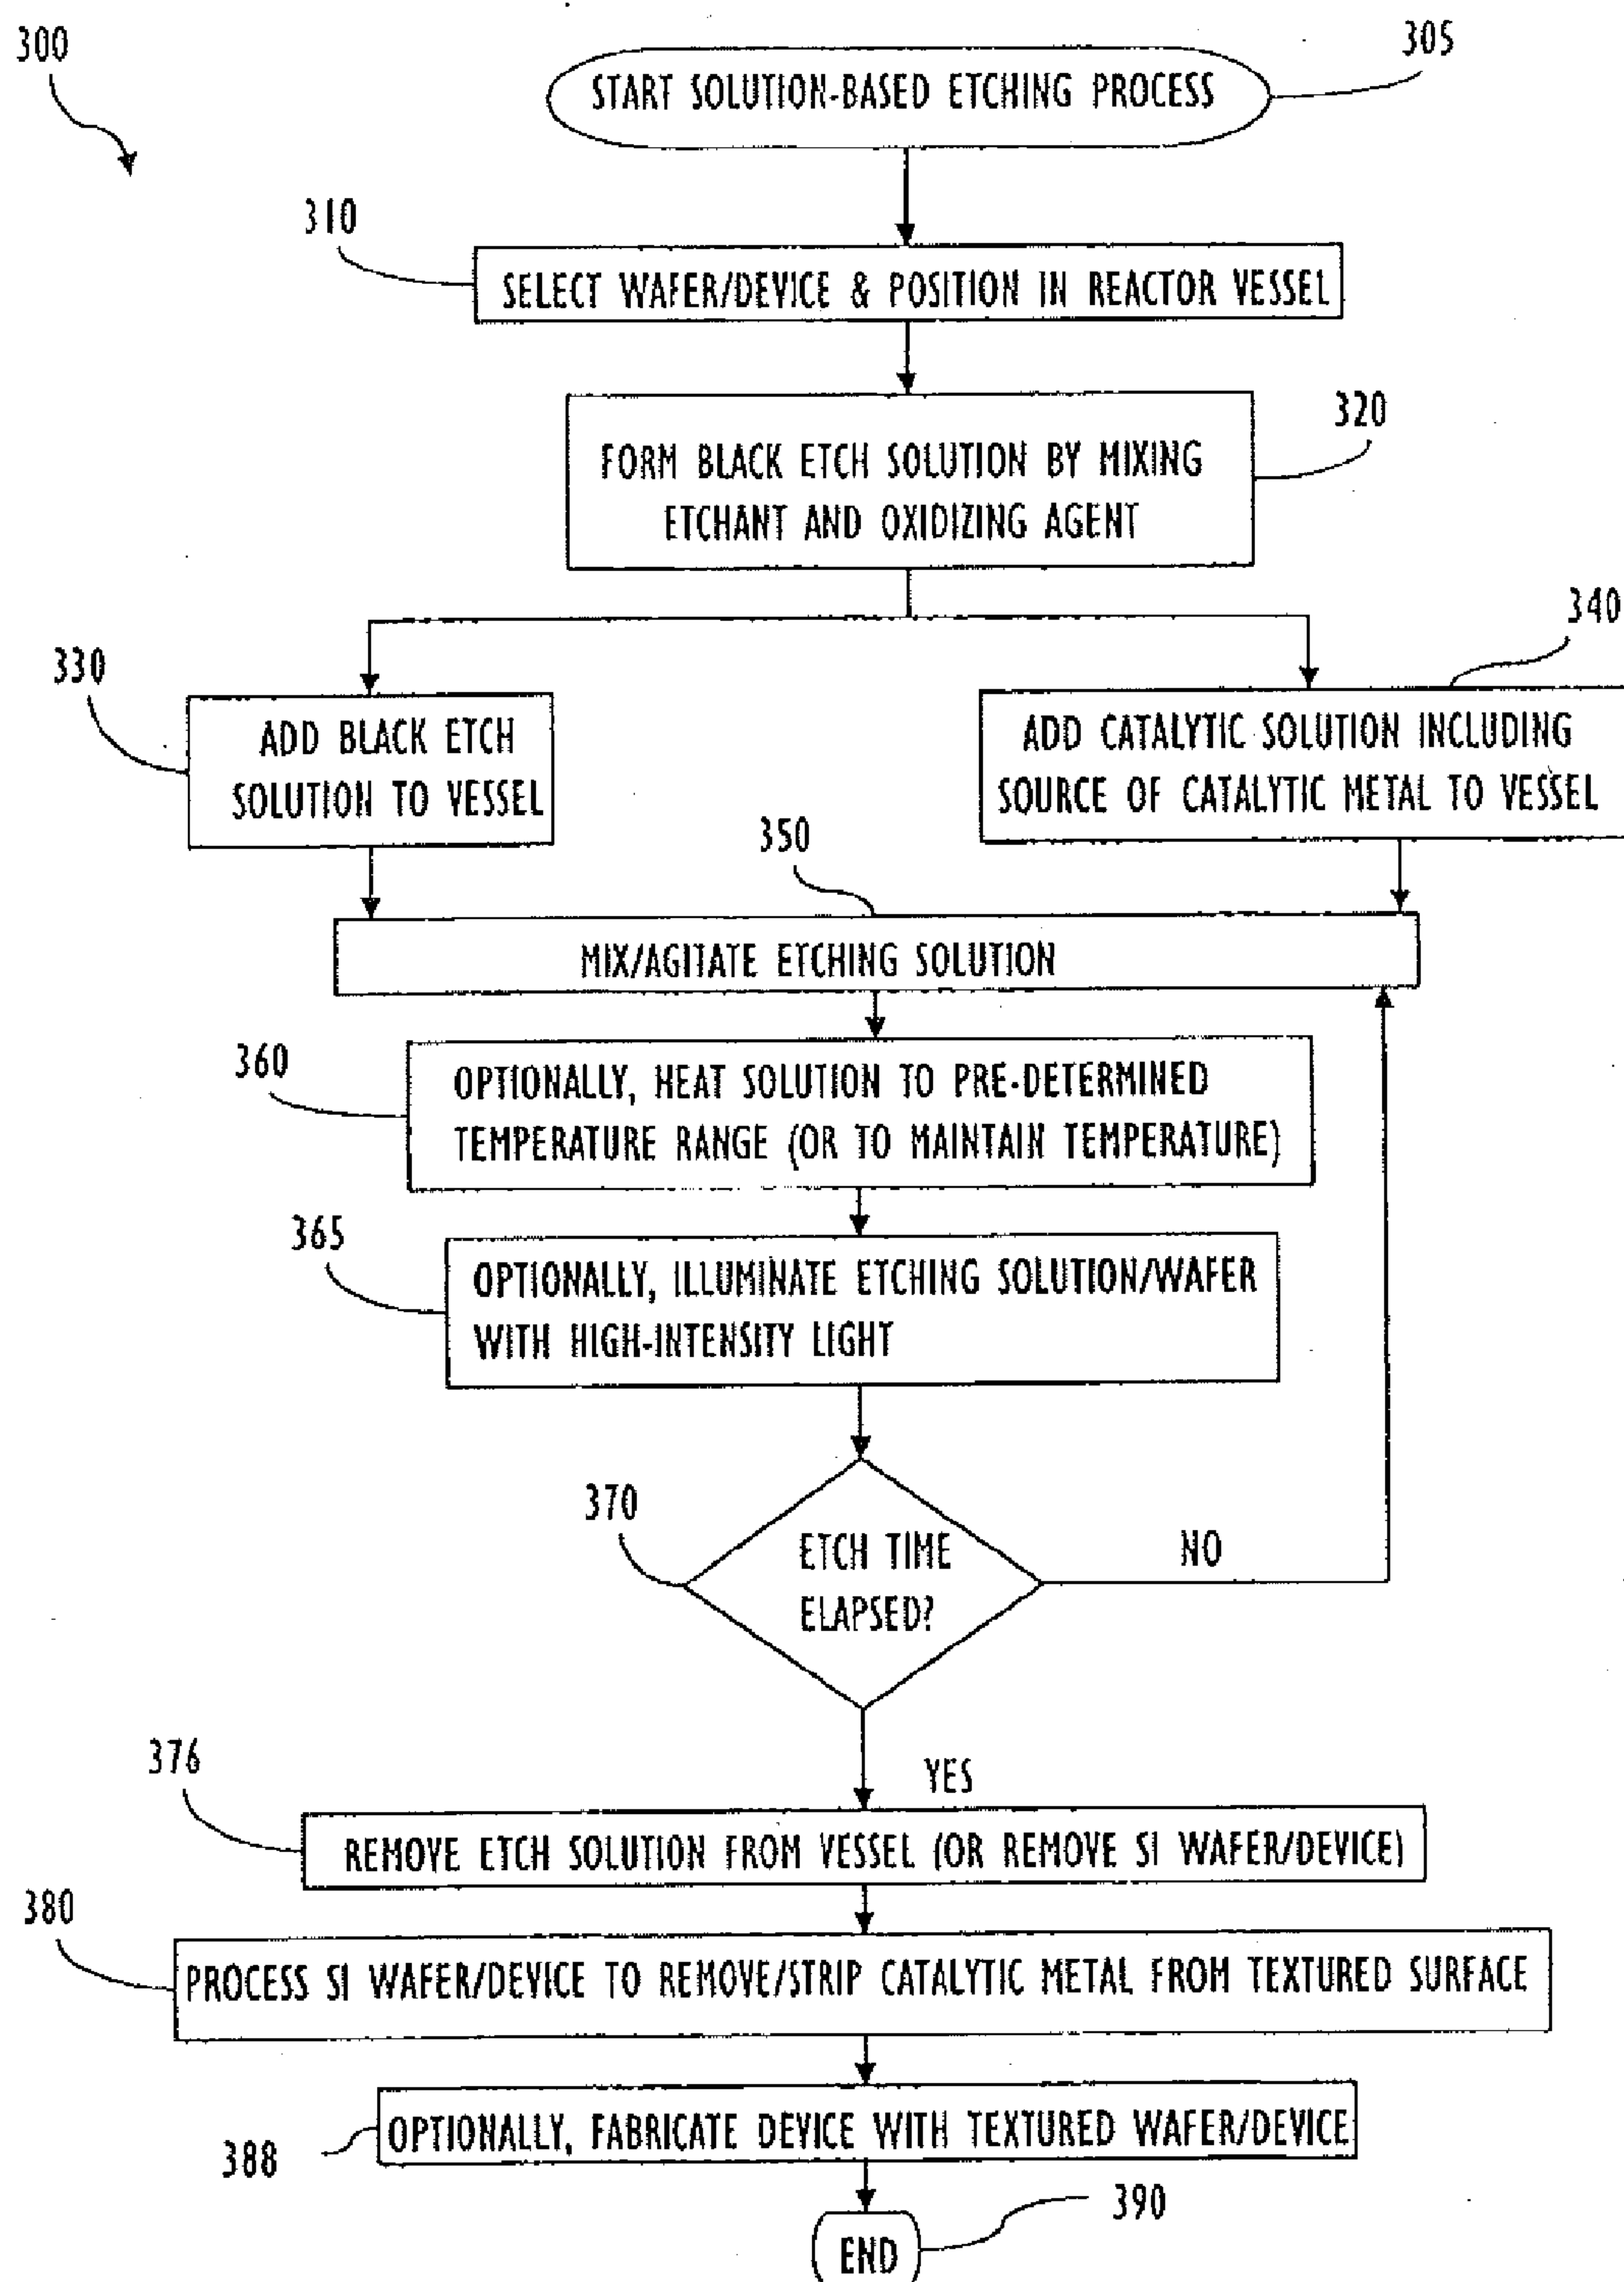 300
305
START SOLUTION-BASED ETCHING PROCESS
310
SELECT WAFER/DEVICE & POSITION IN REACTOR VESSEL
320
FORM BLACK ETCH SOLUTION BY MIXING
ETCHANT AND OXIDIZING AGENT
330
ADD BLACK ETCH
SOLUTION TO VESSEL
340
ADD CATALYTIC SOLUTION INCLUDING
SOURCE OF CATALYTIC METAL TO VESSEL
350
MIX/AGITATE ETCHING SOLUTION
360
OPTIONALLY, HEAT SOLUTION TO PRE-DETERMINED
TEMPERATURE RANGE (OR TO MAINTAIN TEMPERATURE)
365
OPTIONALLY, ILLUMINATE ETCHING SOLUTION/WAFER
WITH HIGH-INTENSITY LIGHT
370
ETCH TIME
ELAPSED?
NO
YES
376
REMOVE ETCH SOLUTION FROM VESSEL (OR REMOVE SI WAFER/DEVICE)
380
PROCESS SI WAFER/DEVICE TO REMOVE/STRIP CATALYTIC METAL FROM TEXTURED SURFACE
388
OPTIONALLY, FABRICATE DEVICE WITH TEXTURED WAFER/DEVICE
390
END